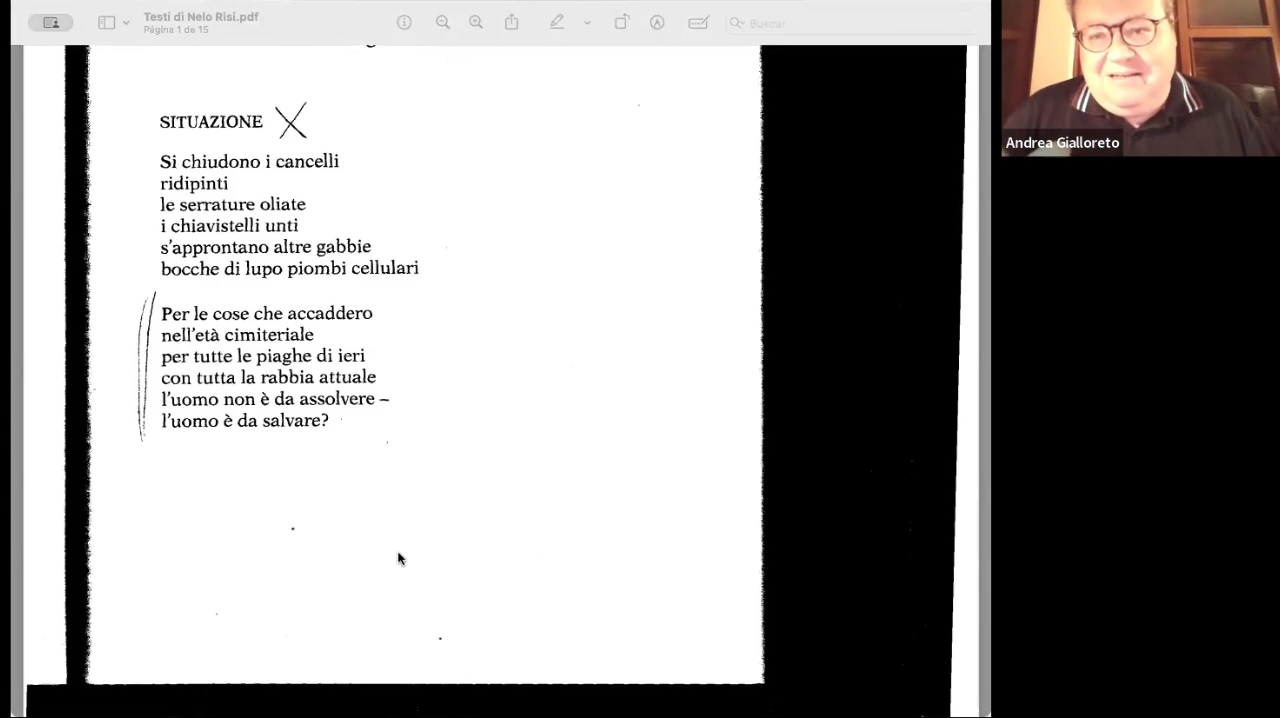 Testi di Nelo Risi.pdf
Página 1 de 15
Buscar
SITUAZIONE
Si chiudono i cancelli
ridipinti
le serrature oliate
i chiavistelli unti
s'approntano altre gabbie
bocche di lupo piombi cellulari
Per le cose che accaddero
nell'età cimiteriale
per tutte le piaghe di ieri
con tutta la rabbia attuale
l'uomo non è da assolvere –
l'uomo è da salvare?
Andrea Gialloreto